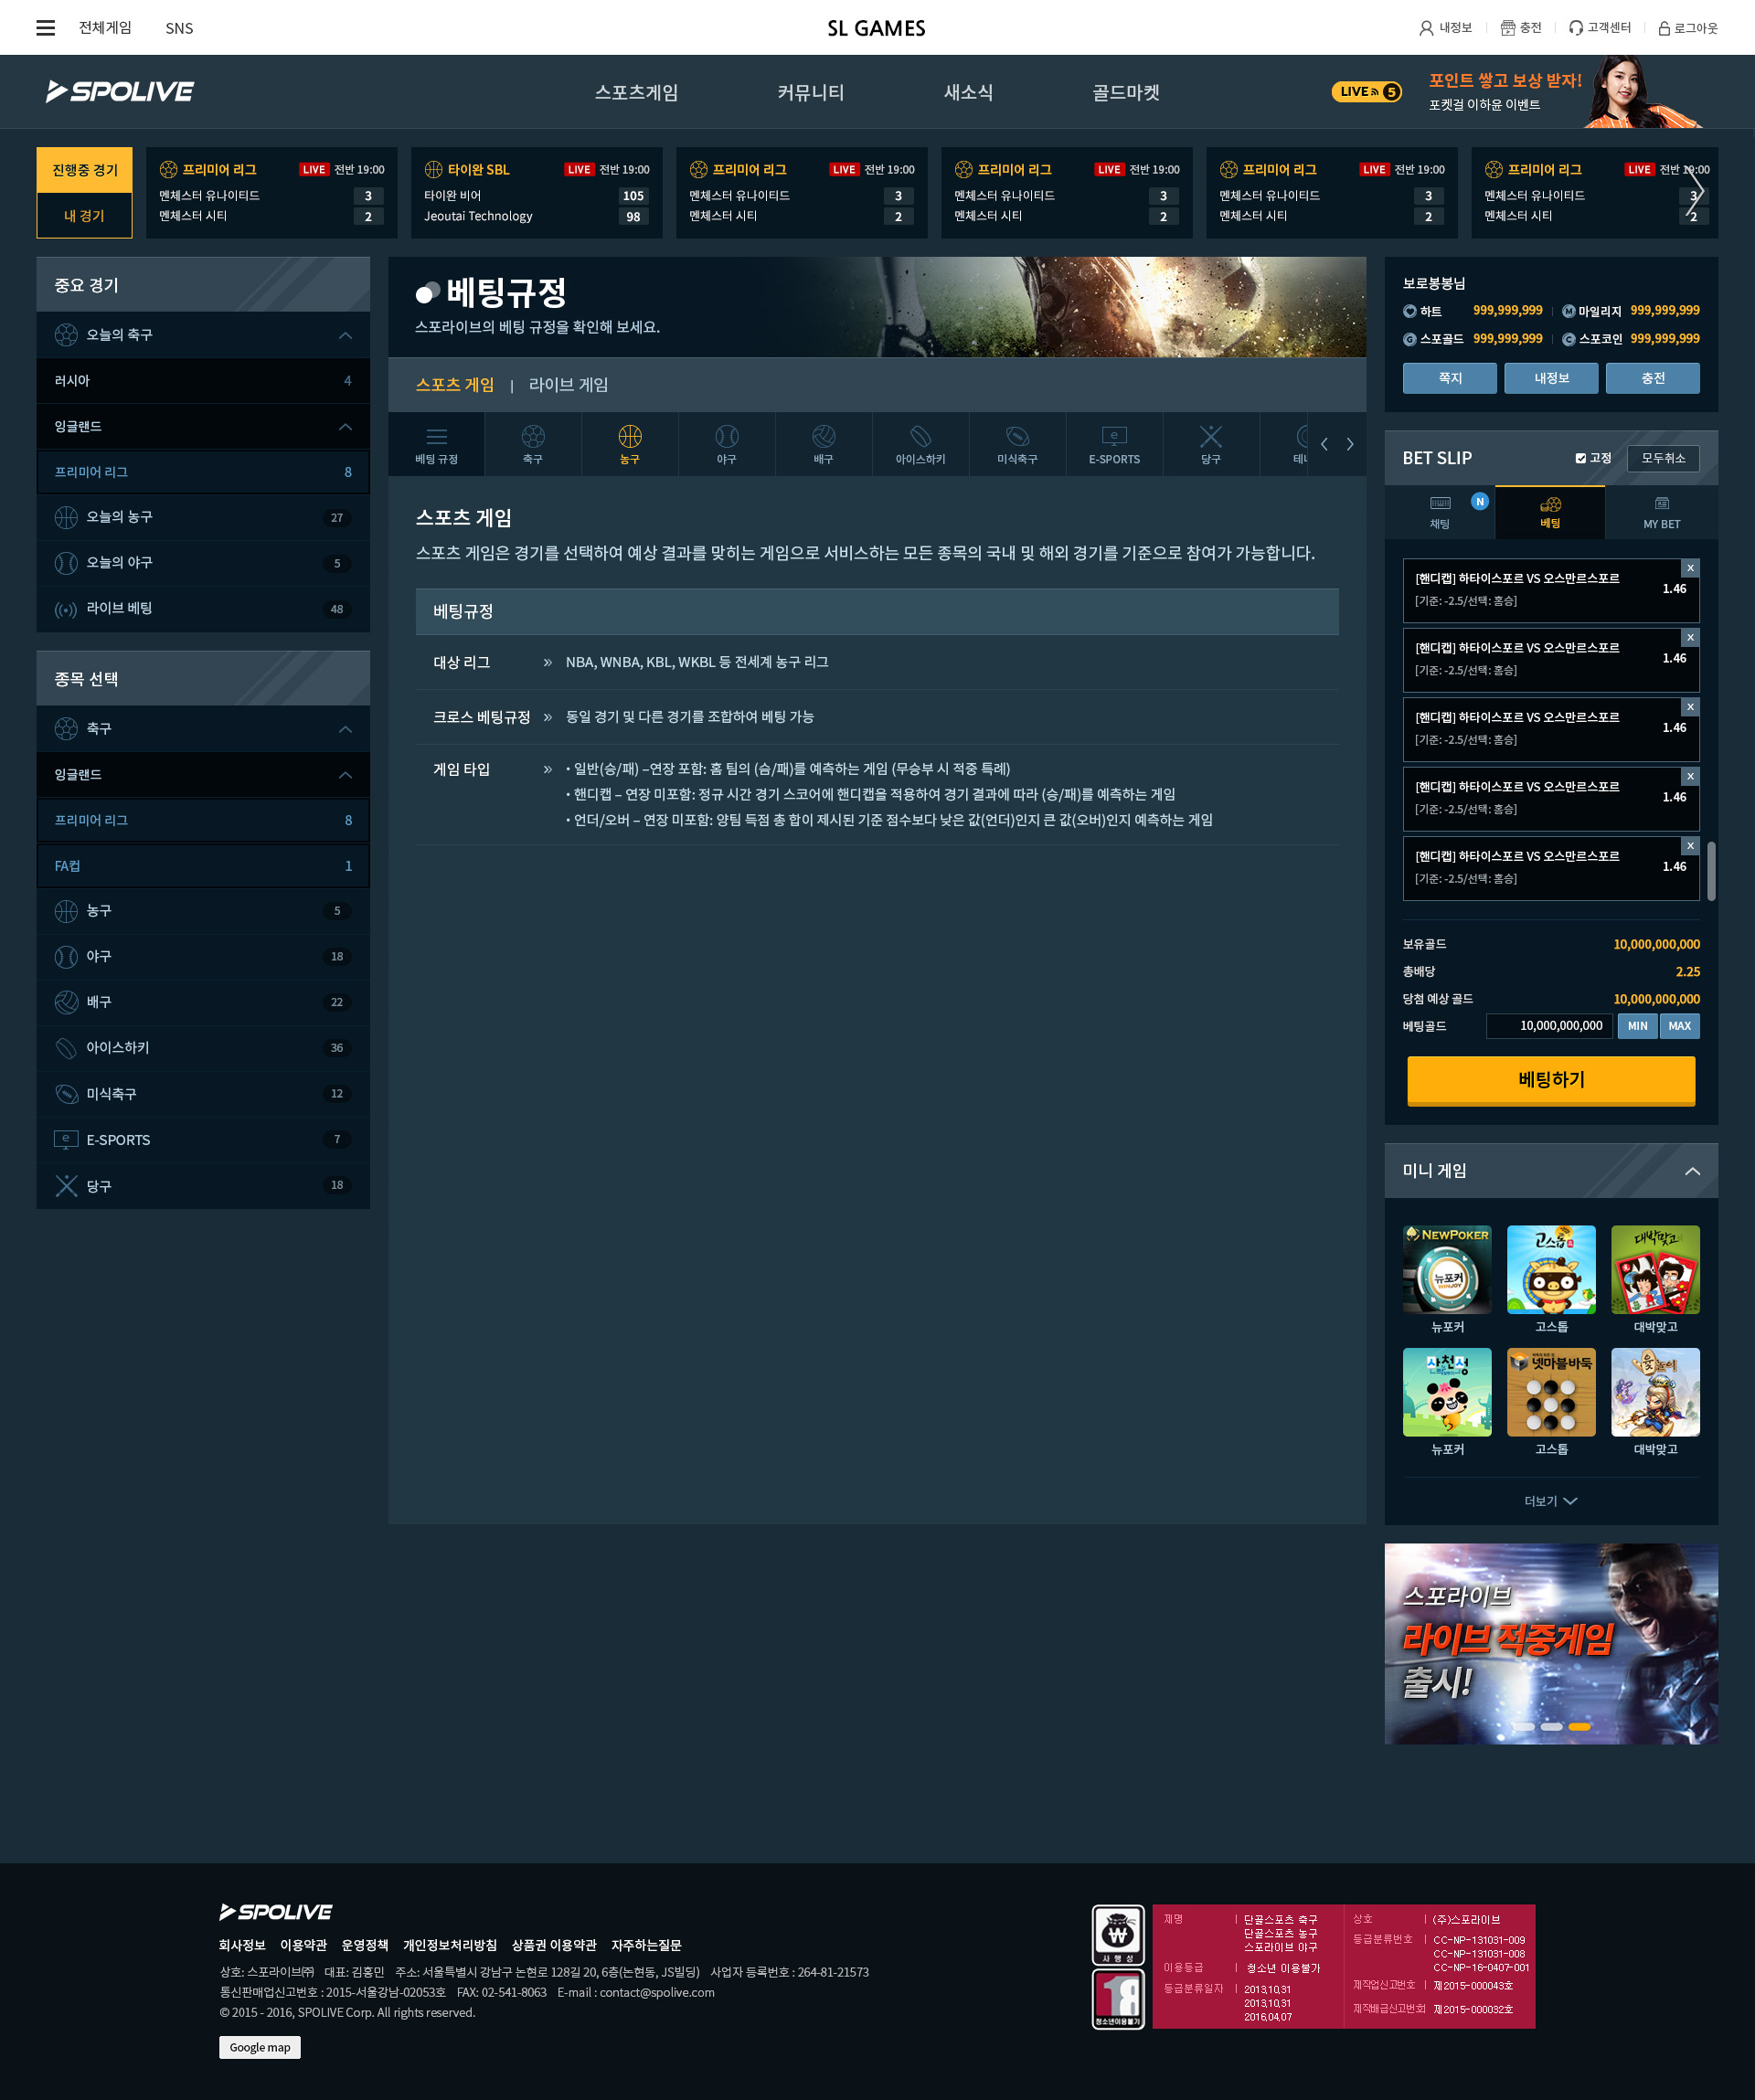 전체게임 SNS
SL GAMES
내정보 충전 고객센터 로그아웃
SPOLIVE
스포츠게임 커뮤니티 새소식 골드마켓
LIVE 5
포인트 쌓고 보상 받자!
포켓걸 이하윤 이벤트
진행중 경기
내 경기
프리미어 리그 LIVE 전반 19:00
멘체스터 유나이티드 3
멘체스터 시티 2
타이완 SBL LIVE 전반 19:00
타이완 비어 105
Jeoutai Technology 98
프리미어 리그 LIVE 전반 19:00
멘체스터 유나이티드 3
멘체스터 시티 2
프리미어 리그 LIVE 전반 19:00
멘체스터 유나이티드 3
멘체스터 시티 2
프리미어 리그 LIVE 전반 19:00
멘체스터 유나이티드 3
멘체스터 시티 2
프리미어 리그 LIVE 전반 19:00
멘체스터 유나이티드 3
멘체스터 시티 2
중요 경기
오늘의 축구
러시아 4
잉글랜드
프리미어 리그 8
오늘의 농구 27
오늘의 야구 5
라이브 베팅 48
종목 선택
축구
잉글랜드
프리미어 리그 8
FA컵 1
농구 5
야구 18
배구 22
아이스하키 36
미식축구 12
E-SPORTS 7
당구 18
베팅규정
스포라이브의 베팅 규정을 확인해 보세요.
스포츠 게임 | 라이브 게임
베팅 규정 축구 농구 야구 배구 아이스하키 미식축구 E-SPORTS 당구
스포츠 게임
스포츠 게임은 경기를 선택하여 예상 결과를 맞히는 게임으로 서비스하는 모든 종목의 국내 및 해외 경기를 기준으로 참여가 가능합니다.
베팅규정
대상 리그 » NBA, WNBA, KBL, WKBL 등 전세계 농구 리그
크로스 베팅규정 » 동일 경기 및 다른 경기를 조합하여 베팅 가능
게임 타입 » • 일반(승/패) –연장 포함: 홈 팀의 (슴/패)를 예측하는 게임 (무승부 시 적중 특례)
• 핸디캡 – 연장 미포함: 정규 시간 경기 스코어에 핸디캡을 적용하여 경기 결과에 따라 (승/패)를 예측하는 게임
• 언더/오버 – 연장 미포함: 양팀 득점 총 합이 제시된 기준 점수보다 낮은 값(언더)인지 큰 값(오버)인지 예측하는 게임
보로봉봉님
하트 999,999,999 M 마일리지 999,999,999
G 스포골드 999,999,999 C 스포코인 999,999,999
쪽지 내정보 충전
BET SLIP 고정 모두취소
채팅 N 베팅 MY BET
[핸디캡] 하타이스포르 VS 오스만르스포르 x
[기준: -2.5/선택: 홈승] 1.46
[핸디캡] 하타이스포르 VS 오스만르스포르 x
[기준: -2.5/선택: 홈승] 1.46
[핸디캡] 하타이스포르 VS 오스만르스포르 x
[기준: -2.5/선택: 홈승] 1.46
[핸디캡] 하타이스포르 VS 오스만르스포르 x
[기준: -2.5/선택: 홈승] 1.46
[핸디캡] 하타이스포르 VS 오스만르스포르 x
[기준: -2.5/선택: 홈승] 1.46
보유골드 10,000,000,000
총배당 2.25
당첨 예상 골드 10,000,000,000
베팅골드 10,000,000,000 MIN MAX
베팅하기
미니 게임
NEWPOKER 뉴포커 고스톱 대박맞고
뉴포커 고스톱 대박맞고
사천성 넷마블바둑 윷놀이
뉴포커 고스톱 대박맞고
더보기
스포라이브
라이브 적중게임
출시!
SPOLIVE
회사정보 이용약관 운영정책 개인정보처리방침 상품권 이용약관 자주하는질문
상호: 스포라이브㈜ 대표: 김홍민 주소: 서울특별시 강남구 논현로 128길 20, 6층(논현동, JS빌딩) 사업자 등록번호 : 264-81-21573
통신판매업신고번호 : 2015-서울강남-02053호 FAX: 02-541-8063 E-mail : contact@spolive.com
© 2015 - 2016, SPOLIVE Corp. All rights reserved.
Google map
사행성
18
청소년이용불가
제명 단골스포츠 축구
단골스포츠 농구
스포라이브 야구
이용등급 청소년 이용불가
등급분류일자 2013,10,31
2013,10,31
2016,04,07
상호 (주)스포라이브
등급분류번호 CC-NP-131031-009
CC-NP-131031-008
CC-NP-16-0407-001
제작업신고번호 제2015-000043호
제작배급신고번호 제2015-000032호